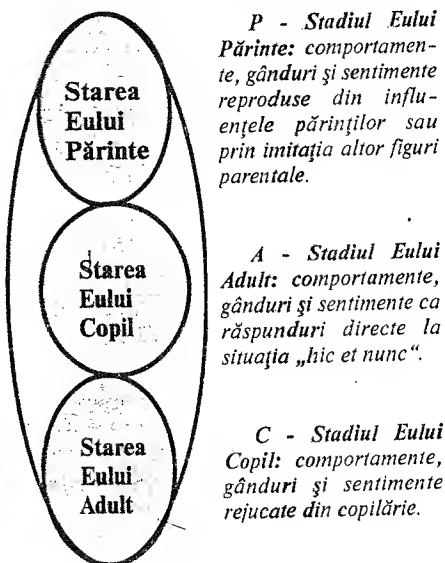 Starea
Eului
Părinte
Starea
Eului
Copil
Starea
Eului
Adult
P - Stadiul Eului
Părinte: comportamen-
te, gânduri şi sentimente
reproduse din influ-
enţele părinţilor sau
prin imitaţia altor figuri
parentale.
A - Stadiul Eului
Adult: comportamente,
gânduri şi sentimente ca
răspunduri directe la
situaţia „hic et nunc“.
C - Stadiul Eului
Copil: comportamente,
gânduri şi sentimente
rejucate din copilărie.